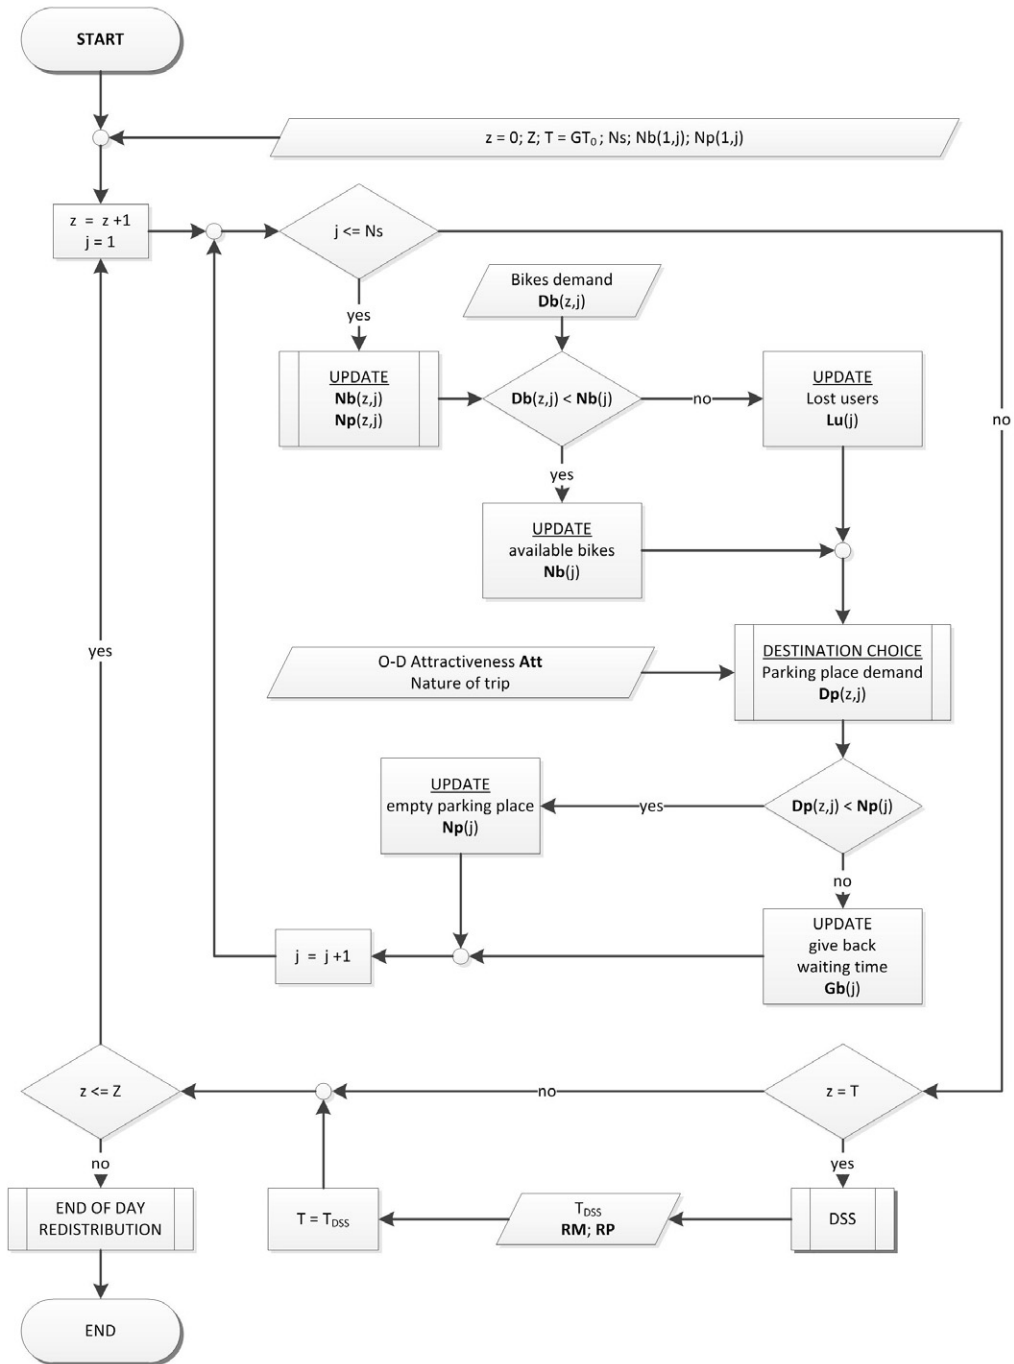 START
z = 0; Z; T = GT₀ ; Ns; Nb(1,j); Np(1,j)
z = z +1
j = 1
j <= Ns
Bikes demand
Db(z,j)
yes
UPDATE
Nb(z,j)
Np(z,j)
Db(z,j) < Nb(j)
no
UPDATE
Lost users
Lu(j)
no
yes
UPDATE
available bikes
Nb(j)
yes
O-D Attractiveness Att
Nature of trip
DESTINATION CHOICE
Parking place demand
Dp(z,j)
UPDATE
empty parking place
Np(j)
yes
Dp(z,j) < Np(j)
no
j = j +1
UPDATE
give back
waiting time
Gb(j)
z <= Z
no
z = T
no
yes
END OF DAY
REDISTRIBUTION
T = T_DSS
T_DSS
RM; RP
DSS
END